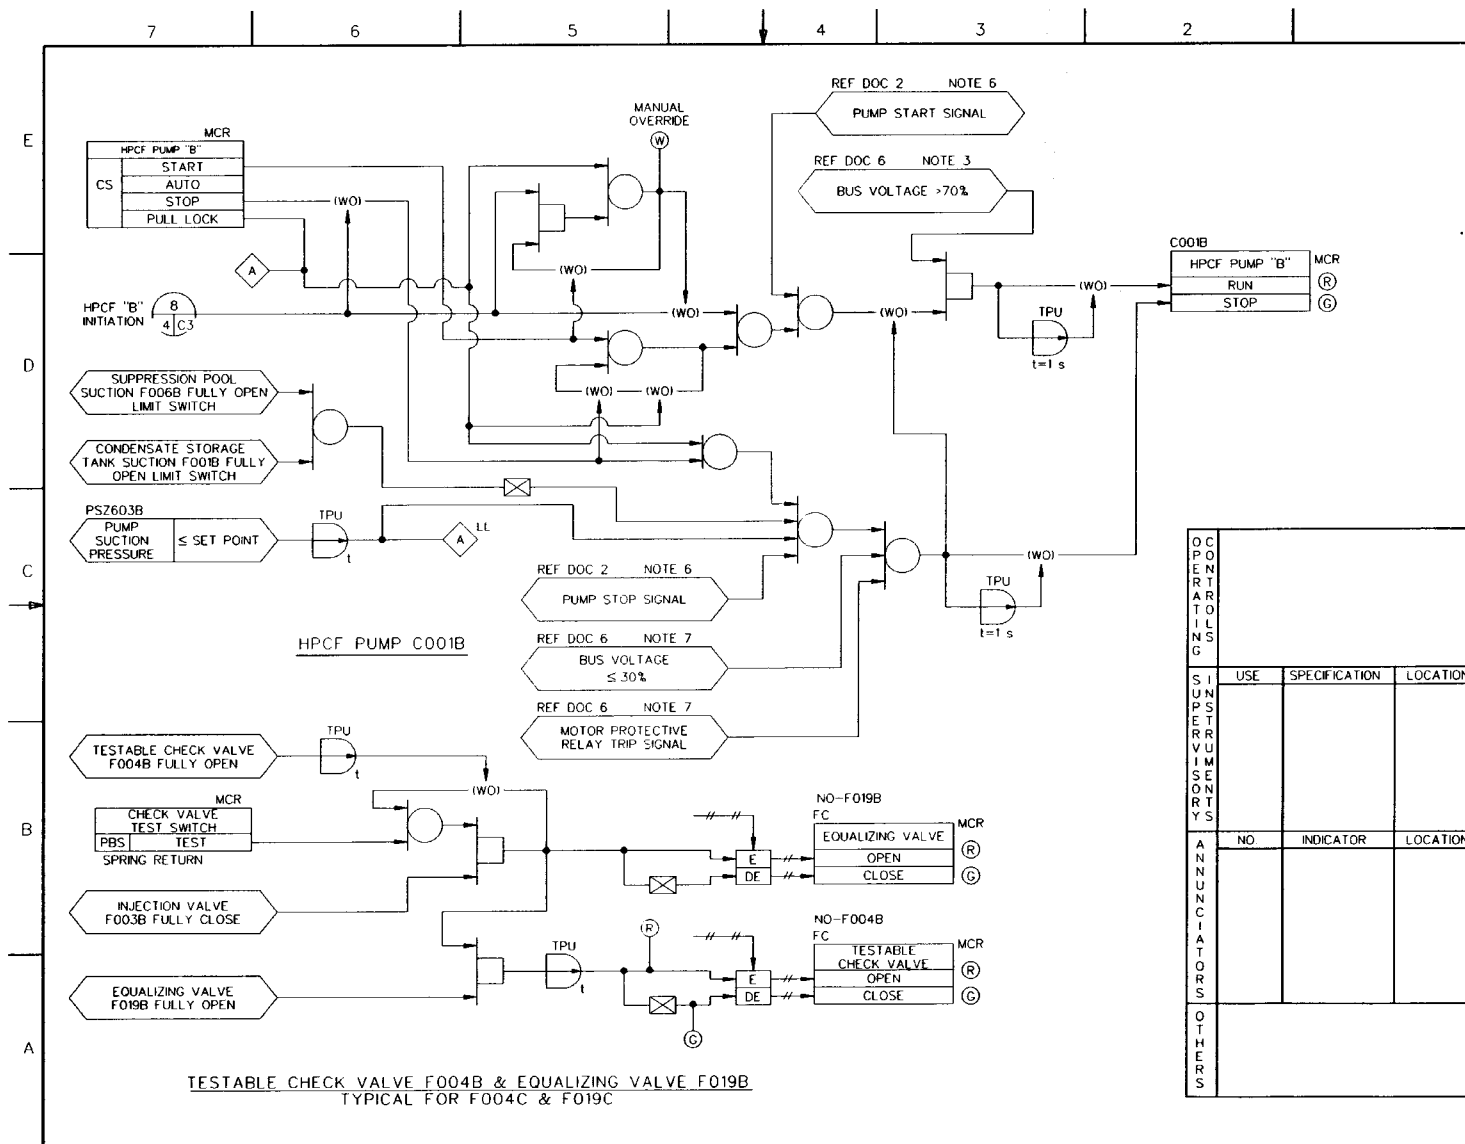 7 6 5 4 3 2
E
D
C
B
A
MCR
HPCF PUMP "B"
CS
START
AUTO
STOP
PULL LOCK
(WO)
A
HPCF "B"
INITIATION
8
4 C3
MANUAL
OVERRIDE
W
(WO)
(WO)
(WO)
(WO)
(WO)
REF DOC 2 NOTE 6
PUMP START SIGNAL
REF DOC 6 NOTE 3
BUS VOLTAGE >70%
(WO)
(WO)
TPU
t=1 s
C001B
HPCF PUMP "B" MCR
RUN R
STOP G
SUPPRESSION POOL
SUCTION F006B FULLY OPEN
LIMIT SWITCH
CONDENSATE STORAGE
TANK SUCTION F001B FULLY
OPEN LIMIT SWITCH
PSZ603B
PUMP
SUCTION
PRESSURE
≤ SET POINT
TPU
t
A
LL
REF DOC 2 NOTE 6
PUMP STOP SIGNAL
REF DOC 6 NOTE 7
BUS VOLTAGE
≤ 30%
REF DOC 6 NOTE 7
MOTOR PROTECTIVE
RELAY TRIP SIGNAL
(WO)
TPU
t=1 s
HPCF PUMP C001B
TESTABLE CHECK VALVE
F004B FULLY OPEN
TPU
t
(WO)
MCR
CHECK VALVE
TEST SWITCH
PBS TEST
SPRING RETURN
INJECTION VALVE
F003B FULLY CLOSE
EQUALIZING VALVE
F019B FULLY OPEN
TPU
t
R
G
E
DE
NO-F019B
FC
EQUALIZING VALVE
OPEN
CLOSE
MCR
R
G
E
DE
NO-F004B
FC
TESTABLE
CHECK VALVE
OPEN
CLOSE
MCR
R
G
TESTABLE CHECK VALVE F004B & EQUALIZING VALVE F019B
TYPICAL FOR F004C & F019C
OPERATING
CONTROLS
SUPERVISORY
INSTRUMENTS
USE SPECIFICATION LOCATION
ANNUNCIATORS
NO. INDICATOR LOCATION
OTHERS